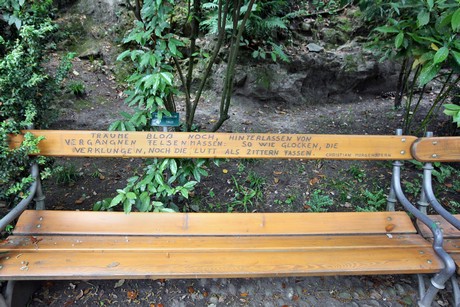 TRÄUME BLOSS NOCH, HINTERLASSEN VON
VERGANGNEN FELSENMASSEN: SO WIE GLOCKEN, DIE
VERKLUNGEN, NOCH DIE LUFT ALS ZITTERN FASSEN.
CHRISTIAN MORGENSTERN